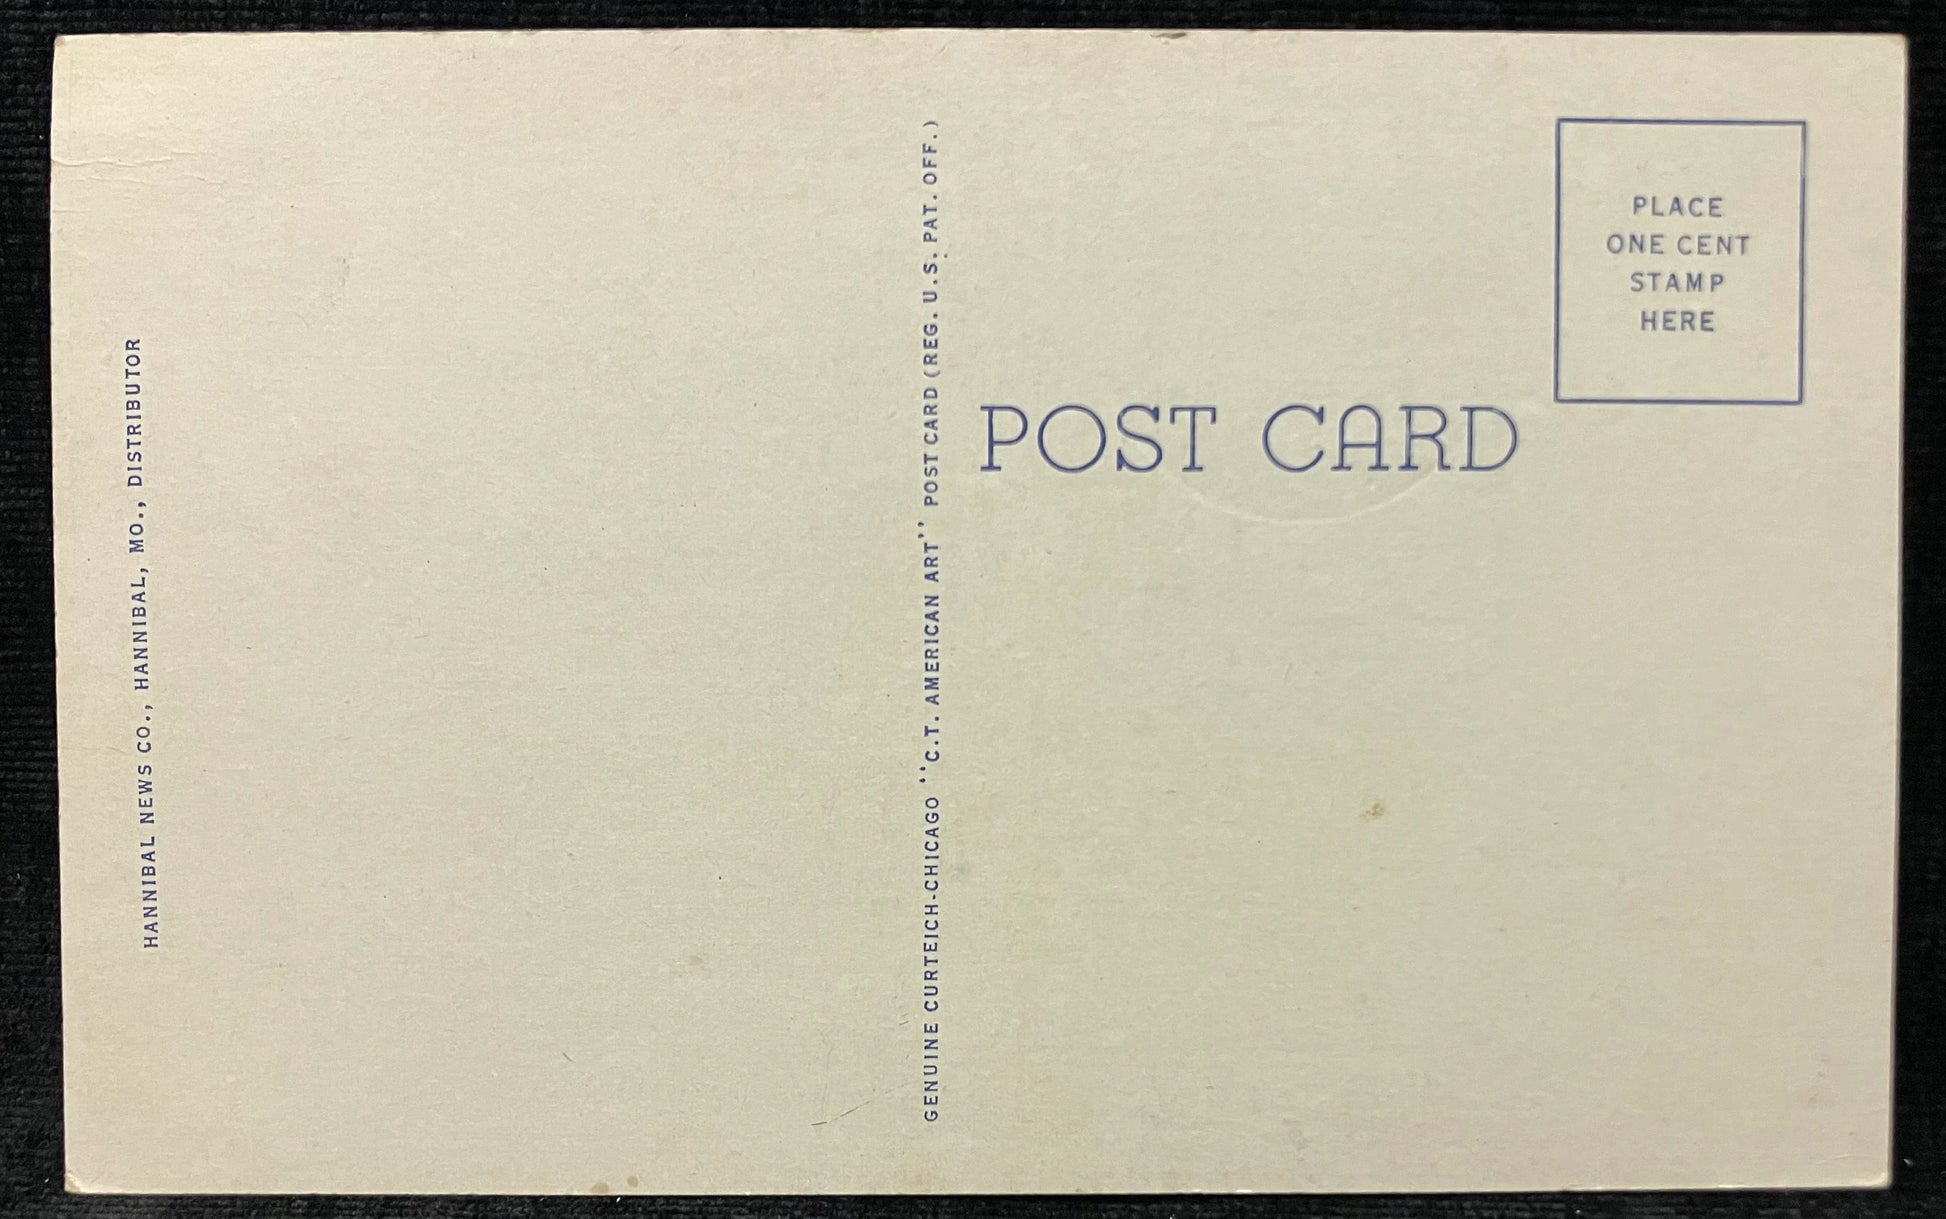 HANNIBAL NEWS CO., HANNIBAL, MO., DISTRIBUTOR
GENUINE CURTEICH-CHICAGO "C.T. AMERICAN ART" POST CARD (REG. U.S. PAT. OFF.)
POST CARD
PLACE
ONE CENT
STAMP
HERE